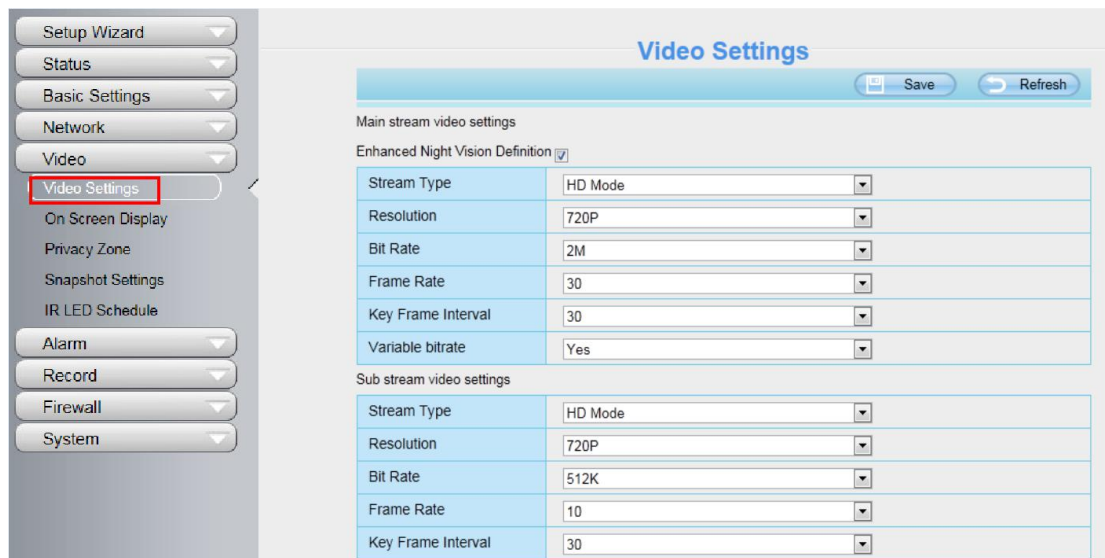 Setup Wizard
Status
Basic Settings
Network
Video
Video Settings
On Screen Display
Privacy Zone
Snapshot Settings
IR LED Schedule
Alarm
Record
Firewall
System
Video Settings
Save Refresh
Main stream video settings
Enhanced Night Vision Definition
Stream Type HD Mode
Resolution 720P
Bit Rate 2M
Frame Rate 30
Key Frame Interval 30
Variable bitrate Yes
Sub stream video settings
Stream Type HD Mode
Resolution 720P
Bit Rate 512K
Frame Rate 10
Key Frame Interval 30